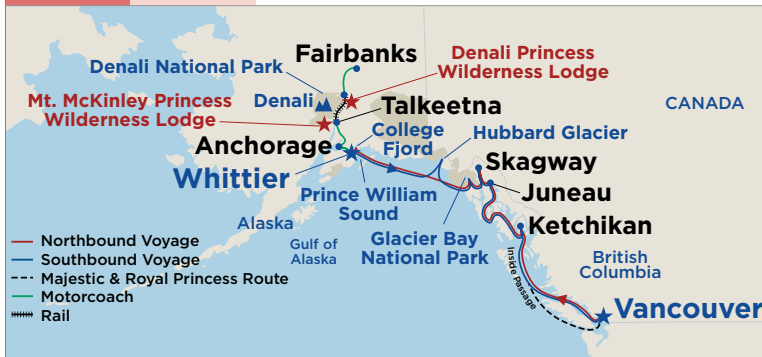 Fairbanks
Denali National Park
Denali Princess
Wilderness Lodge
Denali
Mt. McKinley Princess
Wilderness Lodge
Talkeetna
CANADA
College
Fjord
Hubbard Glacier
Anchorage
Skagway
Whittier
Juneau
Prince William
Sound
Ketchikan
Alaska
Glacier Bay
National Park
Gulf of
Alaska
British
Columbia
Inside Passage
Vancouver
Northbound Voyage
Southbound Voyage
Majestic & Royal Princess Route
Motorcoach
Rail